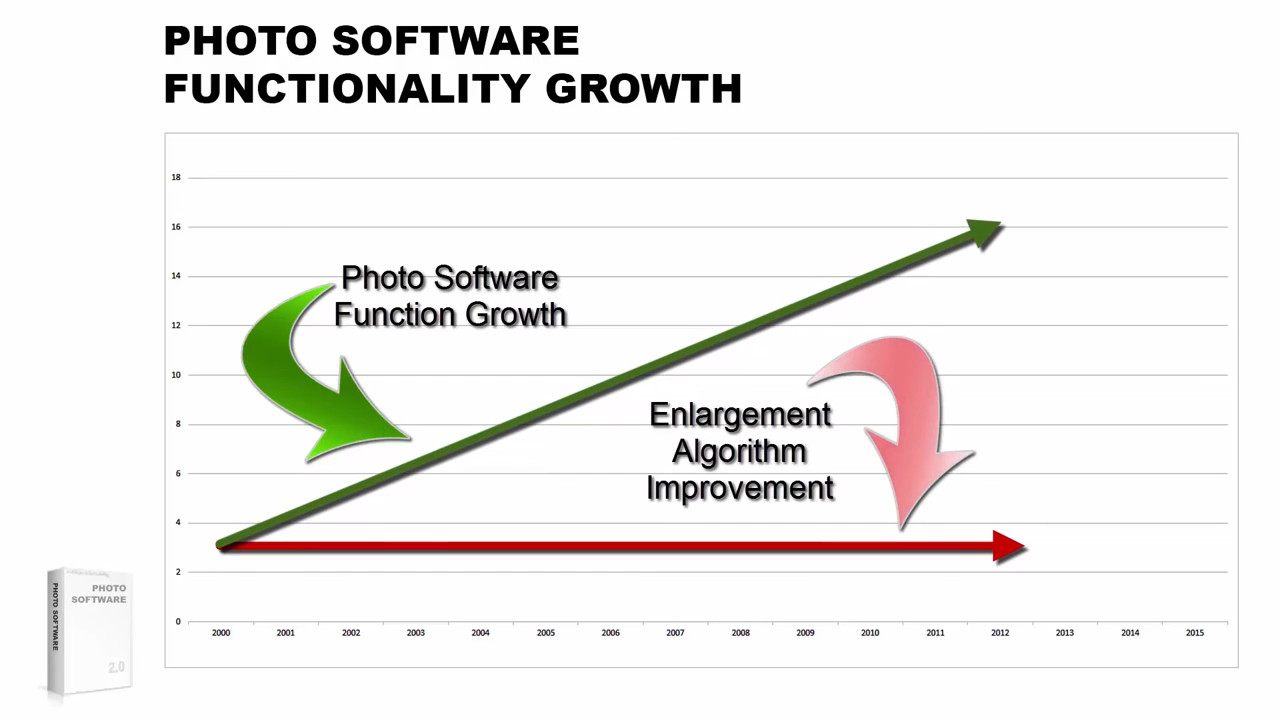 PHOTO SOFTWARE
FUNCTIONALITY GROWTH
18
16
14
12
10
8
6
4
2
0
Photo Software
Function Growth
Enlargement
Algorithm
Improvement
2000 2001 2002 2003 2004 2005 2006 2007 2008 2009 2010 2011 2012 2013 2014 2015
PHOTO SOFTWARE
PHOTO
SOFTWARE
2.0